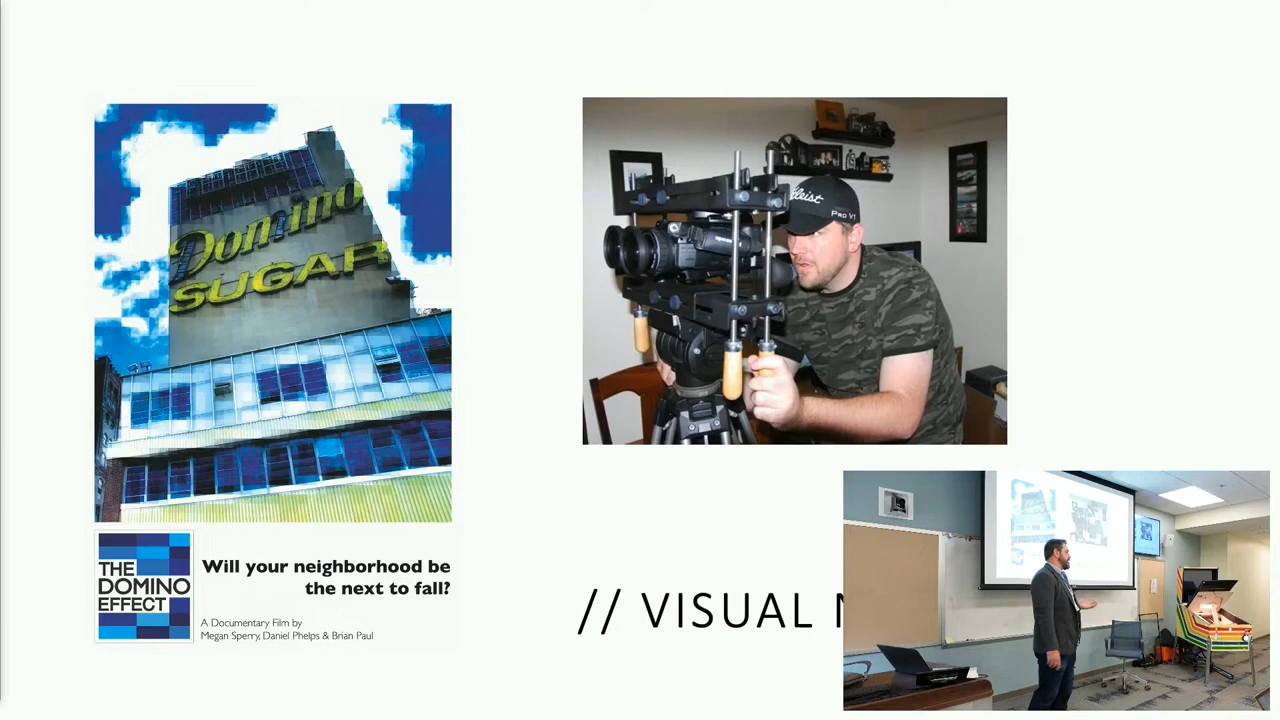 Domino
SUGAR
THE
DOMINO
EFFECT
Will your neighborhood be
the next to fall?
A Documentary Film by
Megan Sperry, Daniel Phelps & Brian Paul
Pro V1
// VISUAL